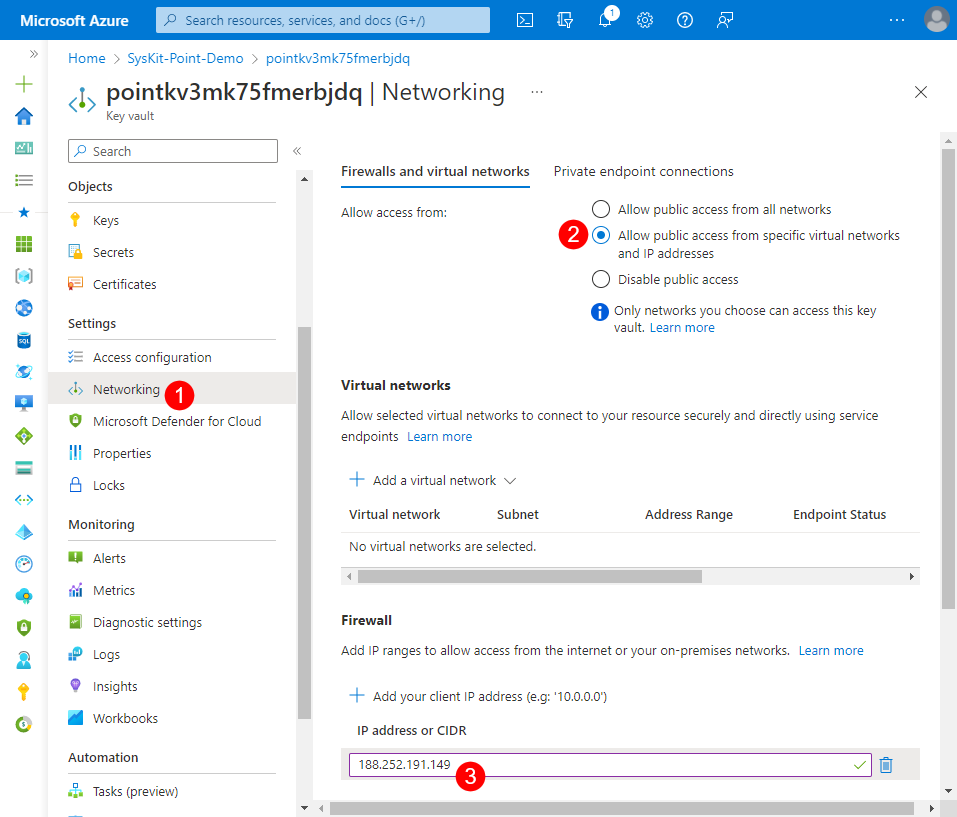 Microsoft Azure
Search resources, services, and docs (G+/)
1
Home > SysKit-Point-Demo > pointkv3mk75fmerbjdq
pointkv3mk75fmerbjdq | Networking ...
Key vault
Search
Objects
Keys
Secrets
Certificates
Settings
Access configuration
Networking 1
Microsoft Defender for Cloud
Properties
Locks
Monitoring
Alerts
Metrics
Diagnostic settings
Logs
Insights
Workbooks
Automation
Tasks (preview)
Firewalls and virtual networks Private endpoint connections
Allow access from:
Allow public access from all networks
2 Allow public access from specific virtual networks
and IP addresses
Disable public access
Only networks you choose can access this key
vault. Learn more
Virtual networks
Allow selected virtual networks to connect to your resource securely and directly using service
endpoints Learn more
Add a virtual network
Virtual network Subnet Address Range Endpoint Status
No virtual networks are selected.
Firewall
Add IP ranges to allow access from the internet or your on-premises networks. Learn more
Add your client IP address (e.g: '10.0.0.0')
IP address or CIDR
188.252.191.149 3